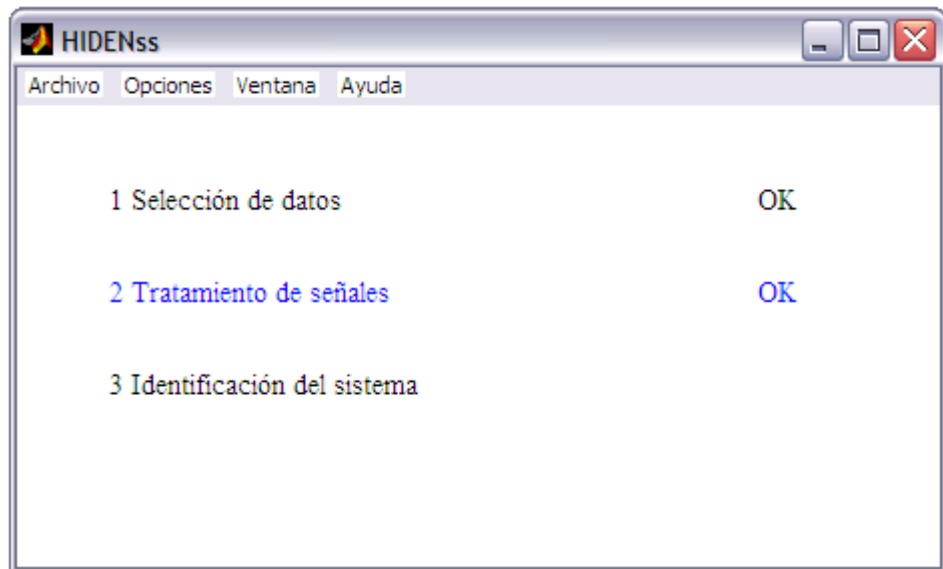 HIDENss
Archivo Opciones Ventana Ayuda
1 Selección de datos OK
2 Tratamiento de señales OK
3 Identificación del sistema